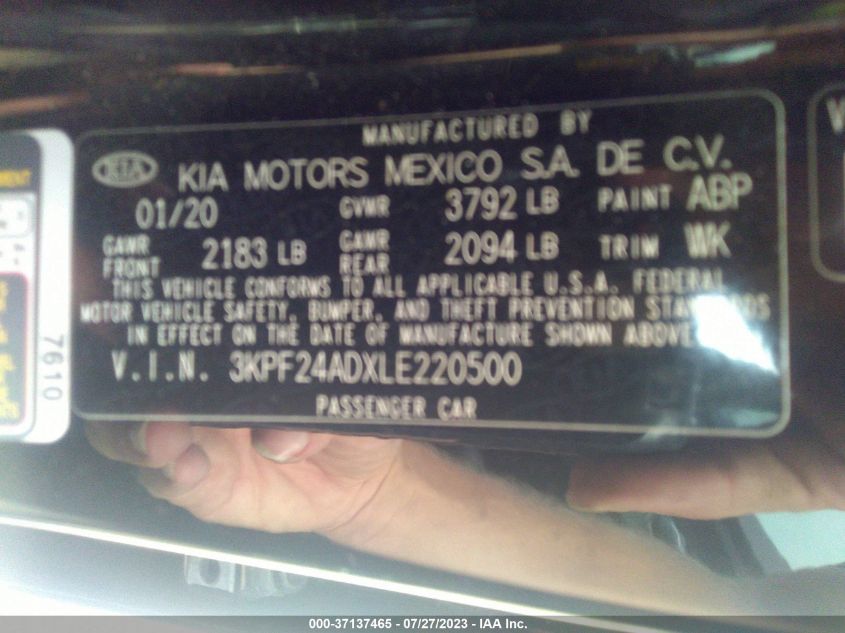 MANUFACTURED BY
KIA KIA MOTORS MEXICO S.A. DE C.V.
01/20 GVWR 3792 LB PAINT ABP
GAWR FRONT 2183 LB GAWR REAR 2094 LB TRIM WK
THIS VEHICLE CONFORMS TO ALL APPLICABLE U.S.A. FEDERAL
MOTOR VEHICLE SAFETY, BUMPER, AND THEFT PREVENTION STANDARDS
IN EFFECT ON THE DATE OF MANUFACTURE SHOWN ABOVE.
V.I.N. 3KPF24ADXLE220500
PASSENGER CAR
7610
000-37137465 - 07/27/2023 - IAA Inc.